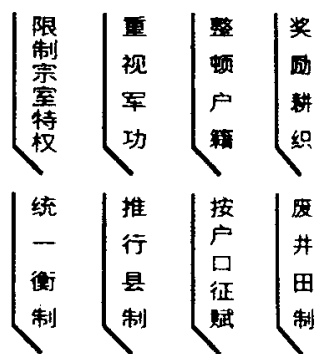 限制宗室特权
重视军功
整顿户籍
奖励耕织
统一衡制
推行县制
按户口征赋
废井田制